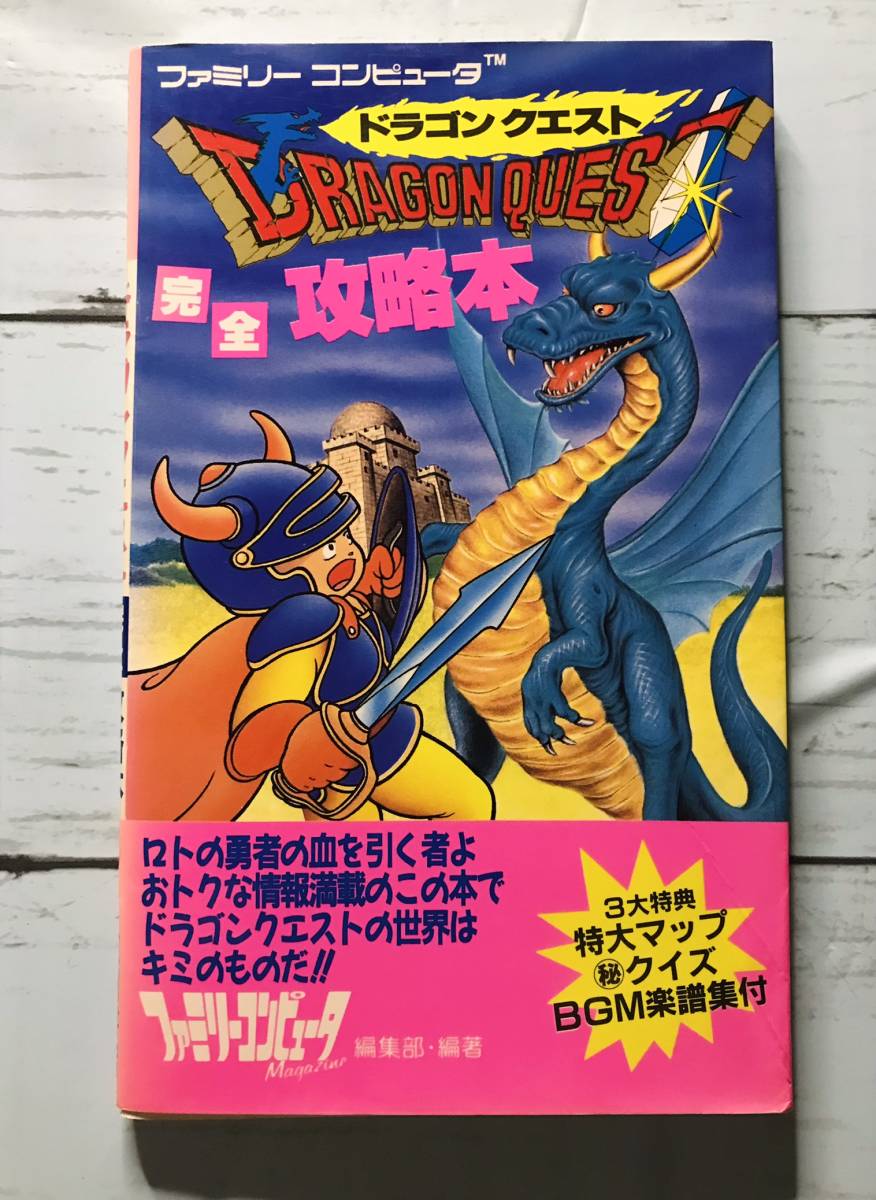 ファミリー コンピュータ™
ドラゴン クエスト
DRAGON QUEST
完全 攻略本
ロトの勇者の血を引く者よ
おトクな情報満載のこの本で
ドラゴンクエストの世界は
キミのものだ!!
ファミリーコンピュータ
Magazine
編集部・編著
3大特典
特大マップ
㊙クイズ
BGM楽譜集付